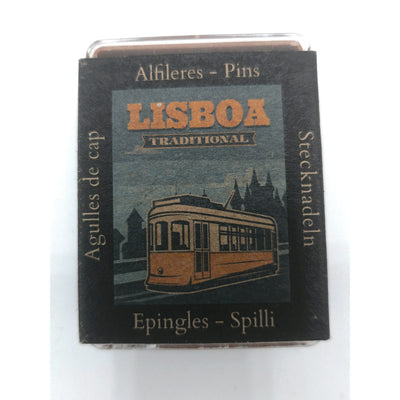 Alfileres - Pins
LISBOA
TRADITIONAL
Agulles de cap
Stecknadeln
Epingles - Spilli